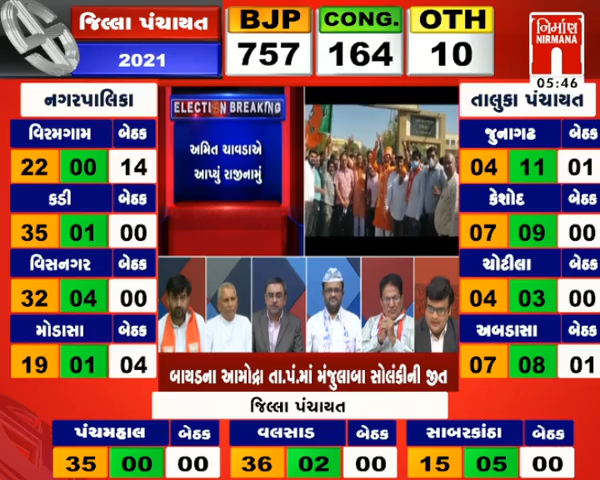 જિલ્લા પંચાયત
2021
BJP
757
CONG.
164
OTH
10
નિર્માણ
NIRMANA
05:46
નગરપાલિકા
વિરમગામ બેઠક
22 00 14
કડી બેઠક
35 01 00
વિસનગર બેઠક
32 04 00
મોડાસા બેઠક
19 01 04
ELECTION BREAKING
અમિત ચાવડાએ
આપ્યું રાજીનામું
તાલુકા પંચાયત
જુનાગઢ બેઠક
04 11 01
કેશોદ બેઠક
07 09 00
ચોટીલા બેઠક
04 03 00
અબડાસા બેઠક
07 08 01
બાયડના આમોદ્રા તા.પં.માં મંજુલાબા સોલંકીની જીત
જિલ્લા પંચાયત
પંચમહાલ બેઠક વલસાડ બેઠક સાબરકાંઠા બેઠક
35 00 00 36 02 00 15 05 00